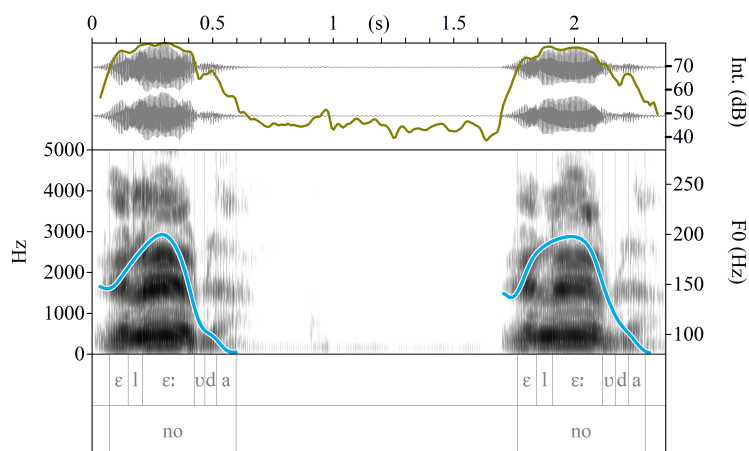 0 0.5 1 (s) 1.5 2
70
60
50
40
Int. (dB)
5000
4000
3000
2000
1000
0
Hz
250
200
150
100
F0 (Hz)
ɛ l ɛː ʋ d a ɛ l ɛː ʋ d a
no no